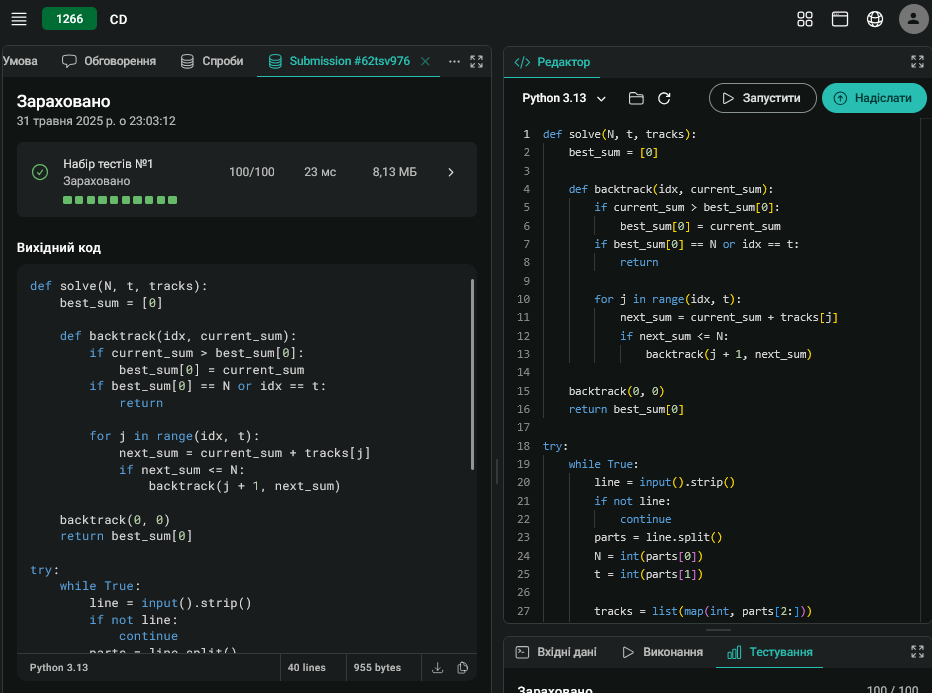 1266 CD
Умова Обговорення Спроби Submission #62tsv976
Зараховано
31 травня 2025 р. о 23:03:12
Набір тестів №1
Зараховано
100/100 23 мс 8,13 МБ
Вихідний код
def solve(N, t, tracks):
    best_sum = [0]
    def backtrack(idx, current_sum):
        if current_sum > best_sum[0]:
            best_sum[0] = current_sum
        if best_sum[0] == N or idx == t:
            return
        for j in range(idx, t):
            next_sum = current_sum + tracks[j]
            if next_sum <= N:
                backtrack(j + 1, next_sum)
    backtrack(0, 0)
    return best_sum[0]
try:
    while True:
        line = input().strip()
        if not line:
            continue
        parts = line.split()
Python 3.13 40 lines 955 bytes
Редактор
Python 3.13 Запустити Надіслати
1 def solve(N, t, tracks):
2     best_sum = [0]
3
4     def backtrack(idx, current_sum):
5         if current_sum > best_sum[0]:
6             best_sum[0] = current_sum
7         if best_sum[0] == N or idx == t:
8             return
9
10         for j in range(idx, t):
11             next_sum = current_sum + tracks[j]
12             if next_sum <= N:
13                 backtrack(j + 1, next_sum)
14
15     backtrack(0, 0)
16     return best_sum[0]
17
18 try:
19     while True:
20         line = input().strip()
21         if not line:
22             continue
23         parts = line.split()
24         N = int(parts[0])
25         t = int(parts[1])
26
27         tracks = list(map(int, parts[2:]))
Вхідні дані Виконання Тестування
Зараховано 100 / 100